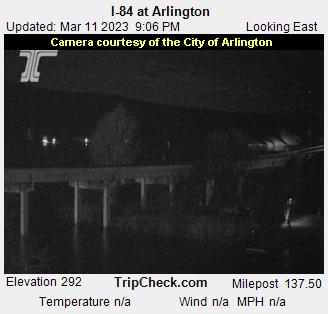 I-84 at Arlington
Updated: Mar 11 2023 9:06 PM Looking East
Camera courtesy of the City of Arlington
Elevation 292 TripCheck.com Milepost 137.50
Temperature n/a Wind n/a MPH n/a